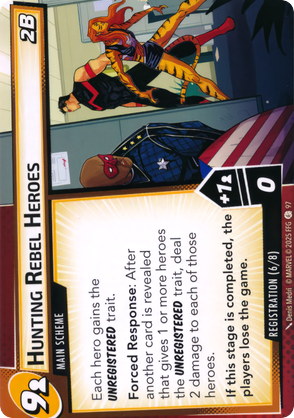 2B
HUNTING REBEL HEROES
MAIN SCHEME
9
+1
0
Each hero gains the
UNREGISTERED trait.
Forced Response: After
another card is revealed
that gives 1 or more heroes
the UNREGISTERED trait, deal
2 damage to each of those
heroes.
If this stage is completed, the
players lose the game.
REGISTRATION (6/8)
Denis Medri © MARVEL © 2025 FFG 97